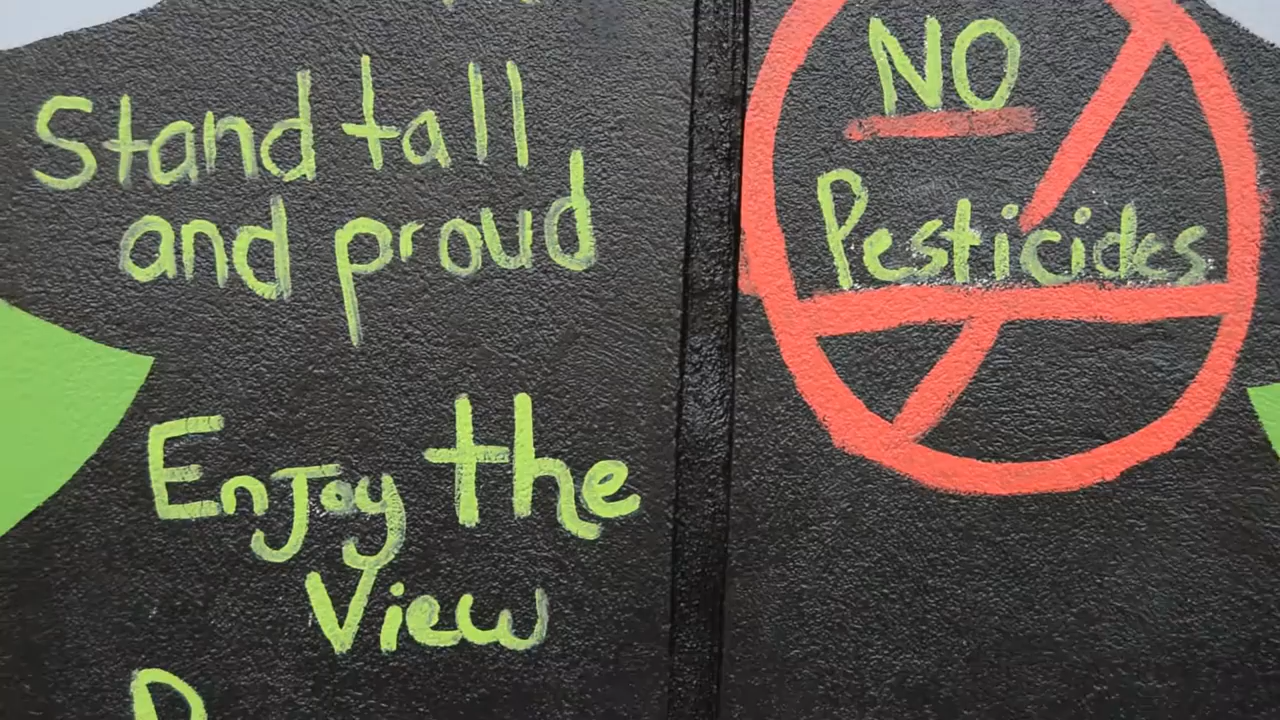 Stand tall
and proud
Enjoy the
View
NO
Pesticides